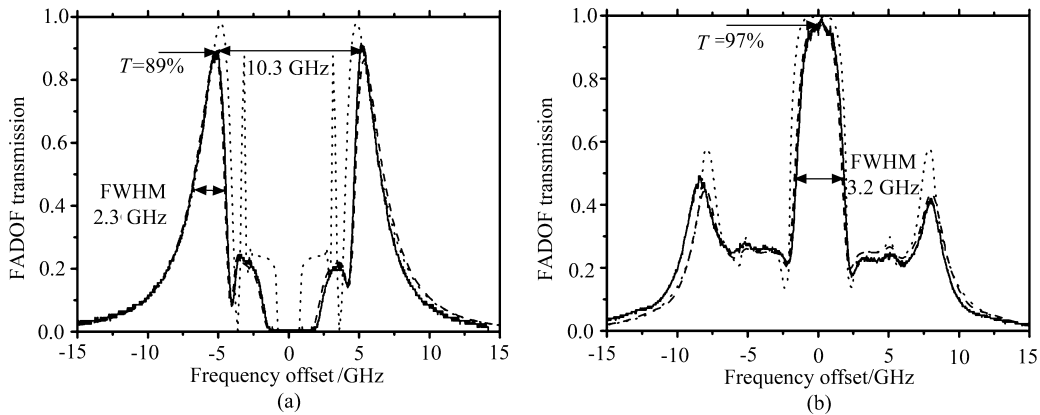 1.0
0.8
0.6
0.4
0.2
0.0
FADOF transmission
T=89%
10.3 GHz
FWHM
2.3 GHz
-15 -10 -5 0 5 10 15
Frequency offset/GHz
(a)
1.0
0.8
0.6
0.4
0.2
0.0
FADOF transmission
T=97%
FWHM
3.2 GHz
-15 -10 -5 0 5 10 15
Frequency offset/GHz
(b)